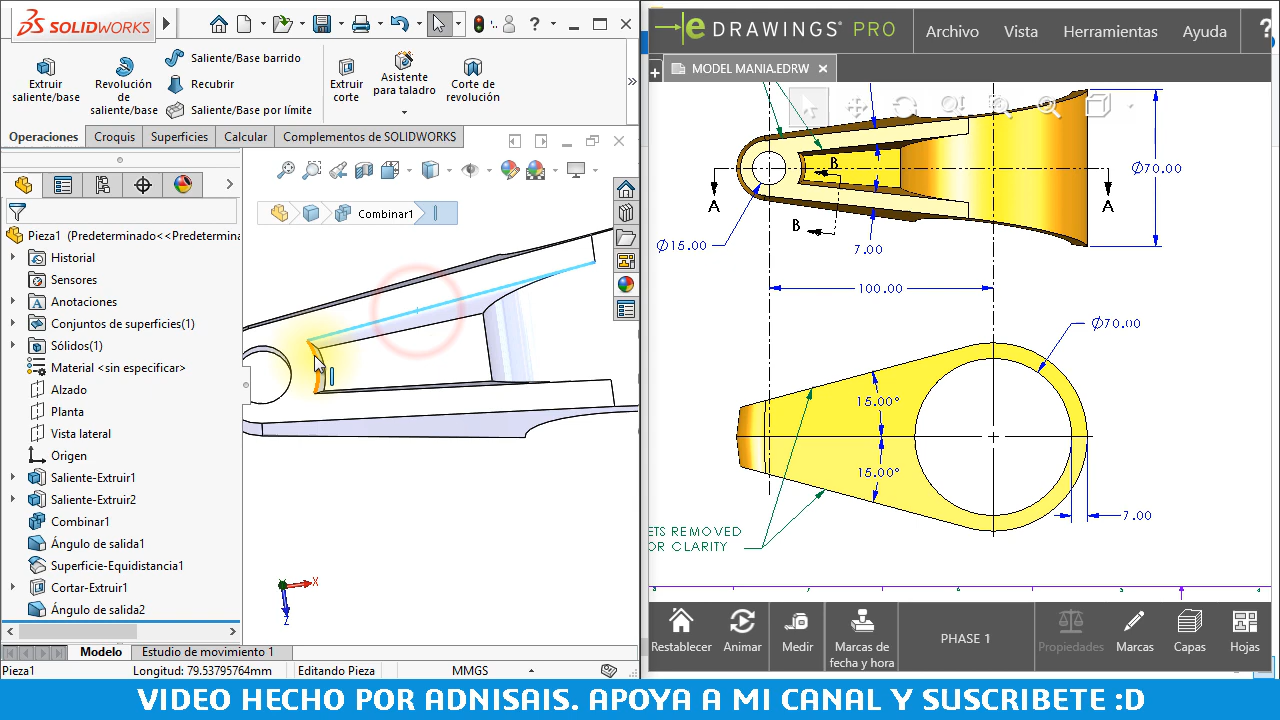 SOLIDWORKS
Extruir
saliente/base
Revolución
de
saliente/base
Saliente/Base barrido
Recubrir
Saliente/Base por límite
Extruir
corte
Asistente
para taladro
Corte de
revolución
Operaciones
Croquis
Superficies
Calcular
Complementos de SOLIDWORKS
Combinar1
Pieza1 (Predeterminado<<Predetermina
Historial
Sensores
Anotaciones
Conjuntos de superficies(1)
Sólidos(1)
Material <sin especificar>
Alzado
Planta
Vista lateral
Origen
Saliente-Extruir1
Saliente-Extruir2
Combinar1
Ángulo de salida1
Superficie-Equidistancia1
Cortar-Extruir1
Ángulo de salida2
X
Z
Modelo
Estudio de movimiento 1
Pieza1
Longitud: 79.53795764mm
Editando Pieza
MMGS
eDRAWINGS® PRO
Archivo
Vista
Herramientas
Ayuda
?
MODEL MANIA.EDRW
B
Ø70.00
A
A
B
Ø15.00
7.00
100.00
Ø70.00
15.00°
15.00°
7.00
ETS REMOVED
OR CLARITY
8
7
6
5
4
Restablecer
Animar
Medir
Marcas de
fecha y hora
PHASE 1
Propiedades
Marcas
Capas
Hojas
VIDEO HECHO POR ADNISAIS. APOYA A MI CANAL Y SUSCRIBETE :D